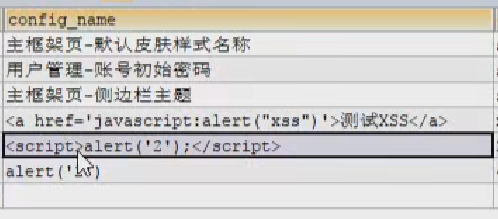 config_name
主框架页-默认皮肤样式名称
用户管理-账号初始密码
主框架页-侧边栏主题
<a href='javascript:alert("xss")'>测试XSS</a>
<script>alert('2');</script>
alert('